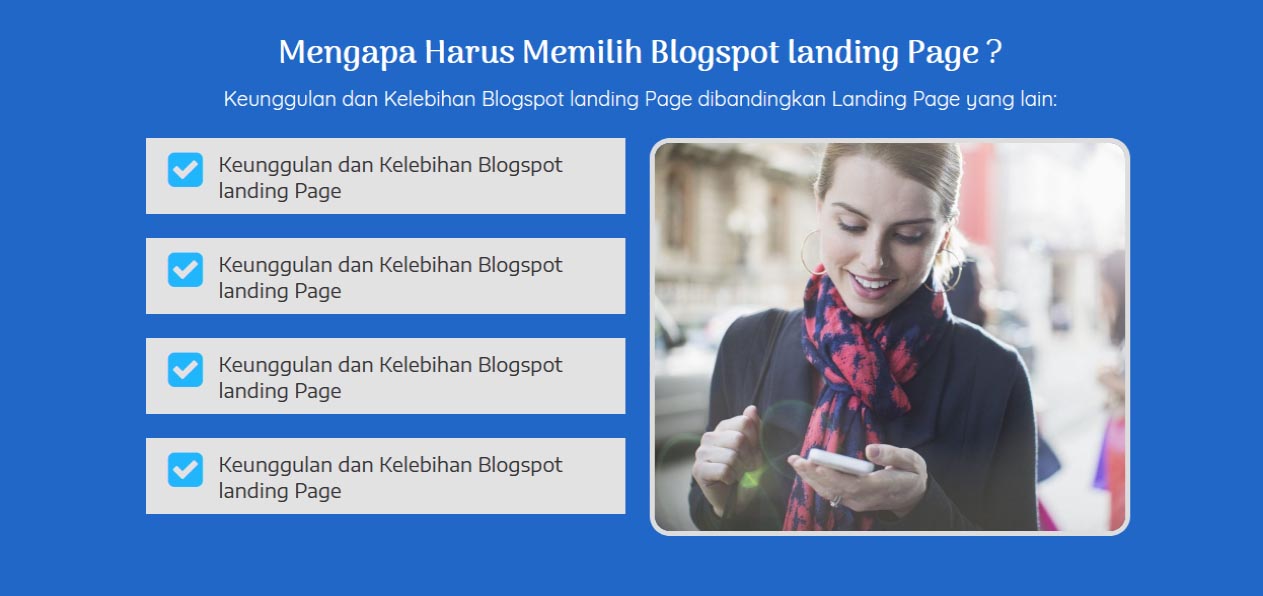 Mengapa Harus Memilih Blogspot landing Page ?
Keunggulan dan Kelebihan Blogspot landing Page dibandingkan Landing Page yang lain:
Keunggulan dan Kelebihan Blogspot
landing Page
Keunggulan dan Kelebihan Blogspot
landing Page
Keunggulan dan Kelebihan Blogspot
landing Page
Keunggulan dan Kelebihan Blogspot
landing Page